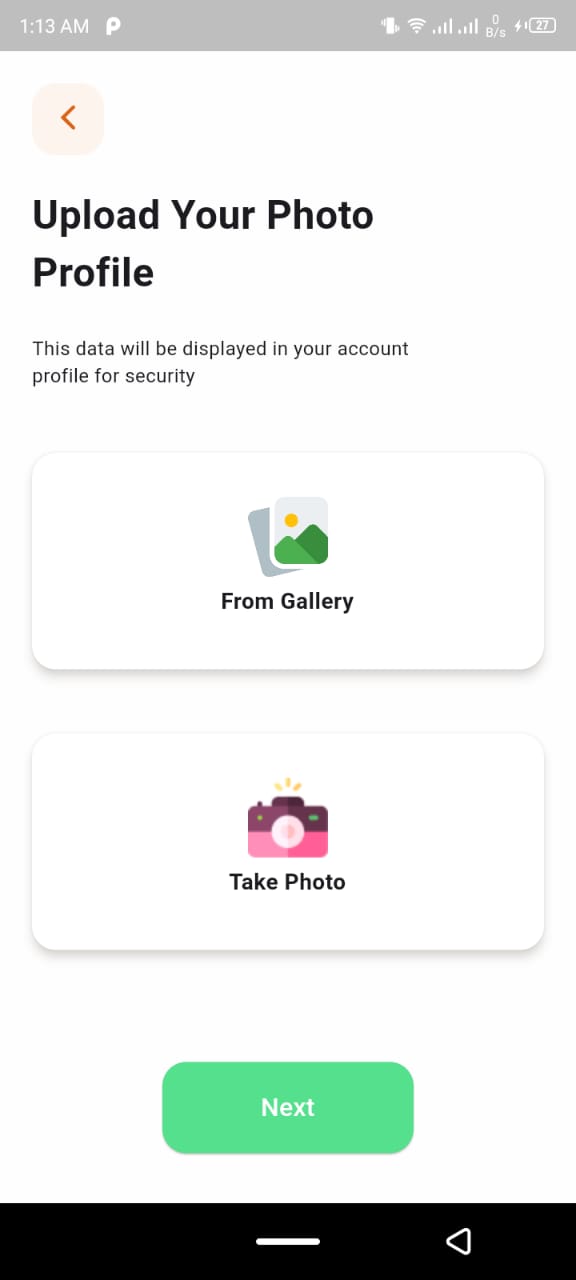 1:13 AM
0
B/s
27
Upload Your Photo
Profile
This data will be displayed in your account
profile for security
From Gallery
Take Photo
Next